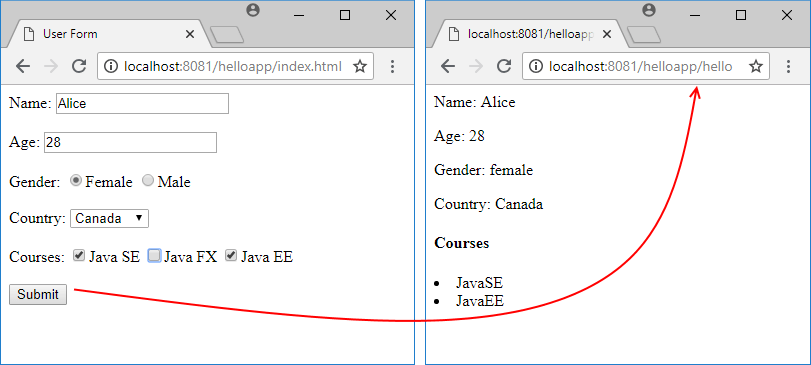 User Form
localhost:8081/helloapp/index.html
Name: Alice
Age: 28
Gender: Female Male
Country: Canada
Courses: Java SE Java FX Java EE
Submit
localhost:8081/helloapp
localhost:8081/helloapp/hello
Name: Alice
Age: 28
Gender: female
Country: Canada
Courses
JavaSE
JavaEE